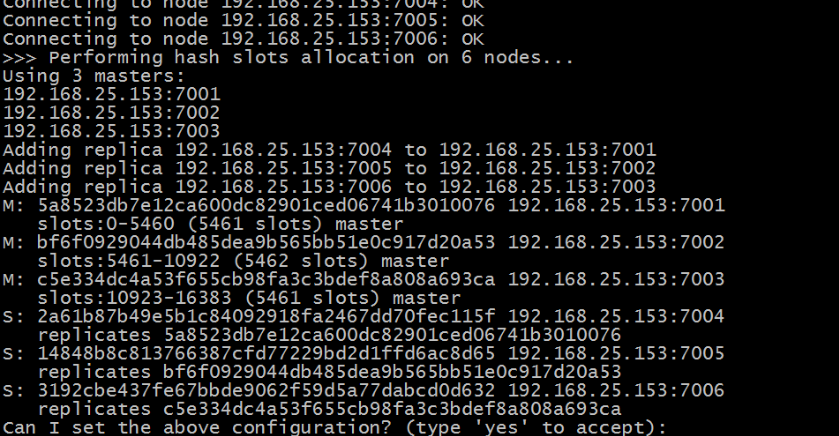 Connecting to node 192.168.25.153:7004: OK
Connecting to node 192.168.25.153:7005: OK
Connecting to node 192.168.25.153:7006: OK
>>> Performing hash slots allocation on 6 nodes...
Using 3 masters:
192.168.25.153:7001
192.168.25.153:7002
192.168.25.153:7003
Adding replica 192.168.25.153:7004 to 192.168.25.153:7001
Adding replica 192.168.25.153:7005 to 192.168.25.153:7002
Adding replica 192.168.25.153:7006 to 192.168.25.153:7003
M: 5a8523db7e12ca600dc82901ced06741b3010076 192.168.25.153:7001
   slots:0-5460 (5461 slots) master
M: bf6f0929044db485dea9b565bb51e0c917d20a53 192.168.25.153:7002
   slots:5461-10922 (5462 slots) master
M: c5e334dc4a53f655cb98fa3c3bdef8a808a693ca 192.168.25.153:7003
   slots:10923-16383 (5461 slots) master
S: 2a61b87b49e5b1c84092918fa2467dd70fec115f 192.168.25.153:7004
   replicates 5a8523db7e12ca600dc82901ced06741b3010076
S: 14848b8c813766387cfd77229bd2d1ffd6ac8d65 192.168.25.153:7005
   replicates bf6f0929044db485dea9b565bb51e0c917d20a53
S: 3192cbe437fe67bbde9062f59d5a77dabcd0d632 192.168.25.153:7006
   replicates c5e334dc4a53f655cb98fa3c3bdef8a808a693ca
Can I set the above configuration? (type 'yes' to accept):